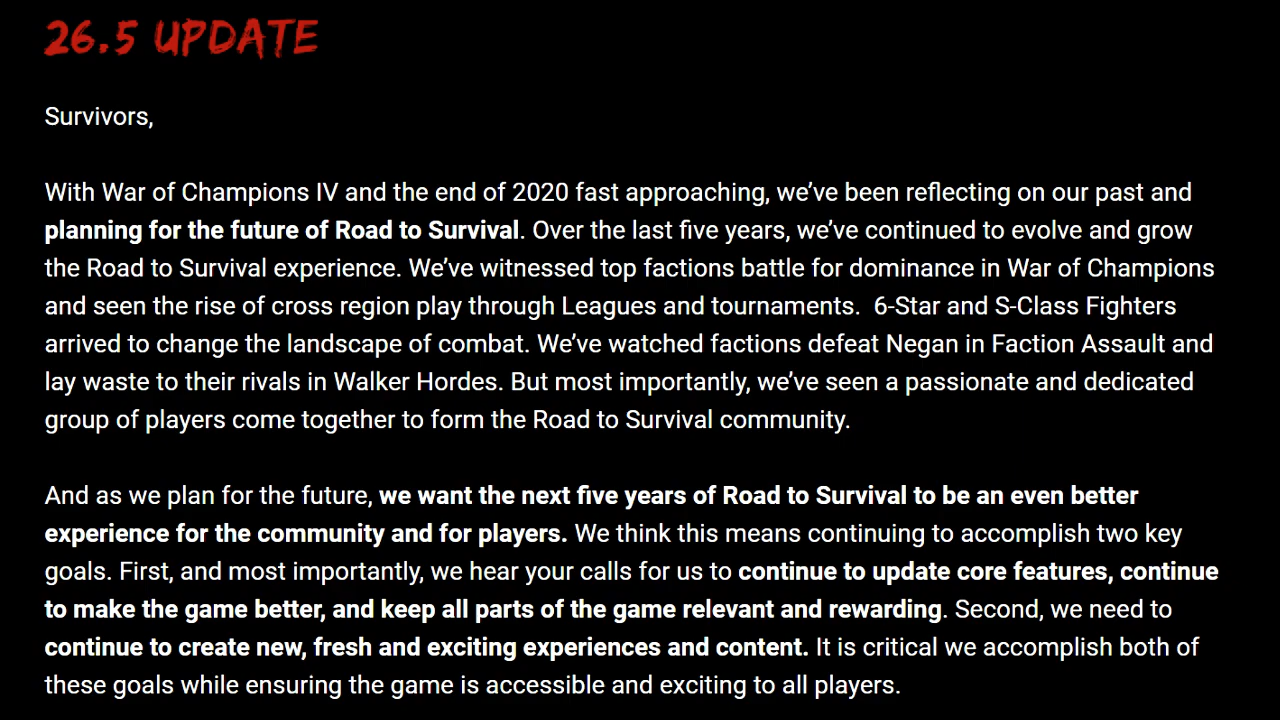 26.5 UPDATE
Survivors,
With War of Champions IV and the end of 2020 fast approaching, we’ve been reflecting on our past and
planning for the future of Road to Survival. Over the last five years, we’ve continued to evolve and grow
the Road to Survival experience. We’ve witnessed top factions battle for dominance in War of Champions
and seen the rise of cross region play through Leagues and tournaments.  6-Star and S-Class Fighters
arrived to change the landscape of combat. We’ve watched factions defeat Negan in Faction Assault and
lay waste to their rivals in Walker Hordes. But most importantly, we’ve seen a passionate and dedicated
group of players come together to form the Road to Survival community.
And as we plan for the future, we want the next five years of Road to Survival to be an even better
experience for the community and for players. We think this means continuing to accomplish two key
goals. First, and most importantly, we hear your calls for us to continue to update core features, continue
to make the game better, and keep all parts of the game relevant and rewarding. Second, we need to
continue to create new, fresh and exciting experiences and content. It is critical we accomplish both of
these goals while ensuring the game is accessible and exciting to all players.